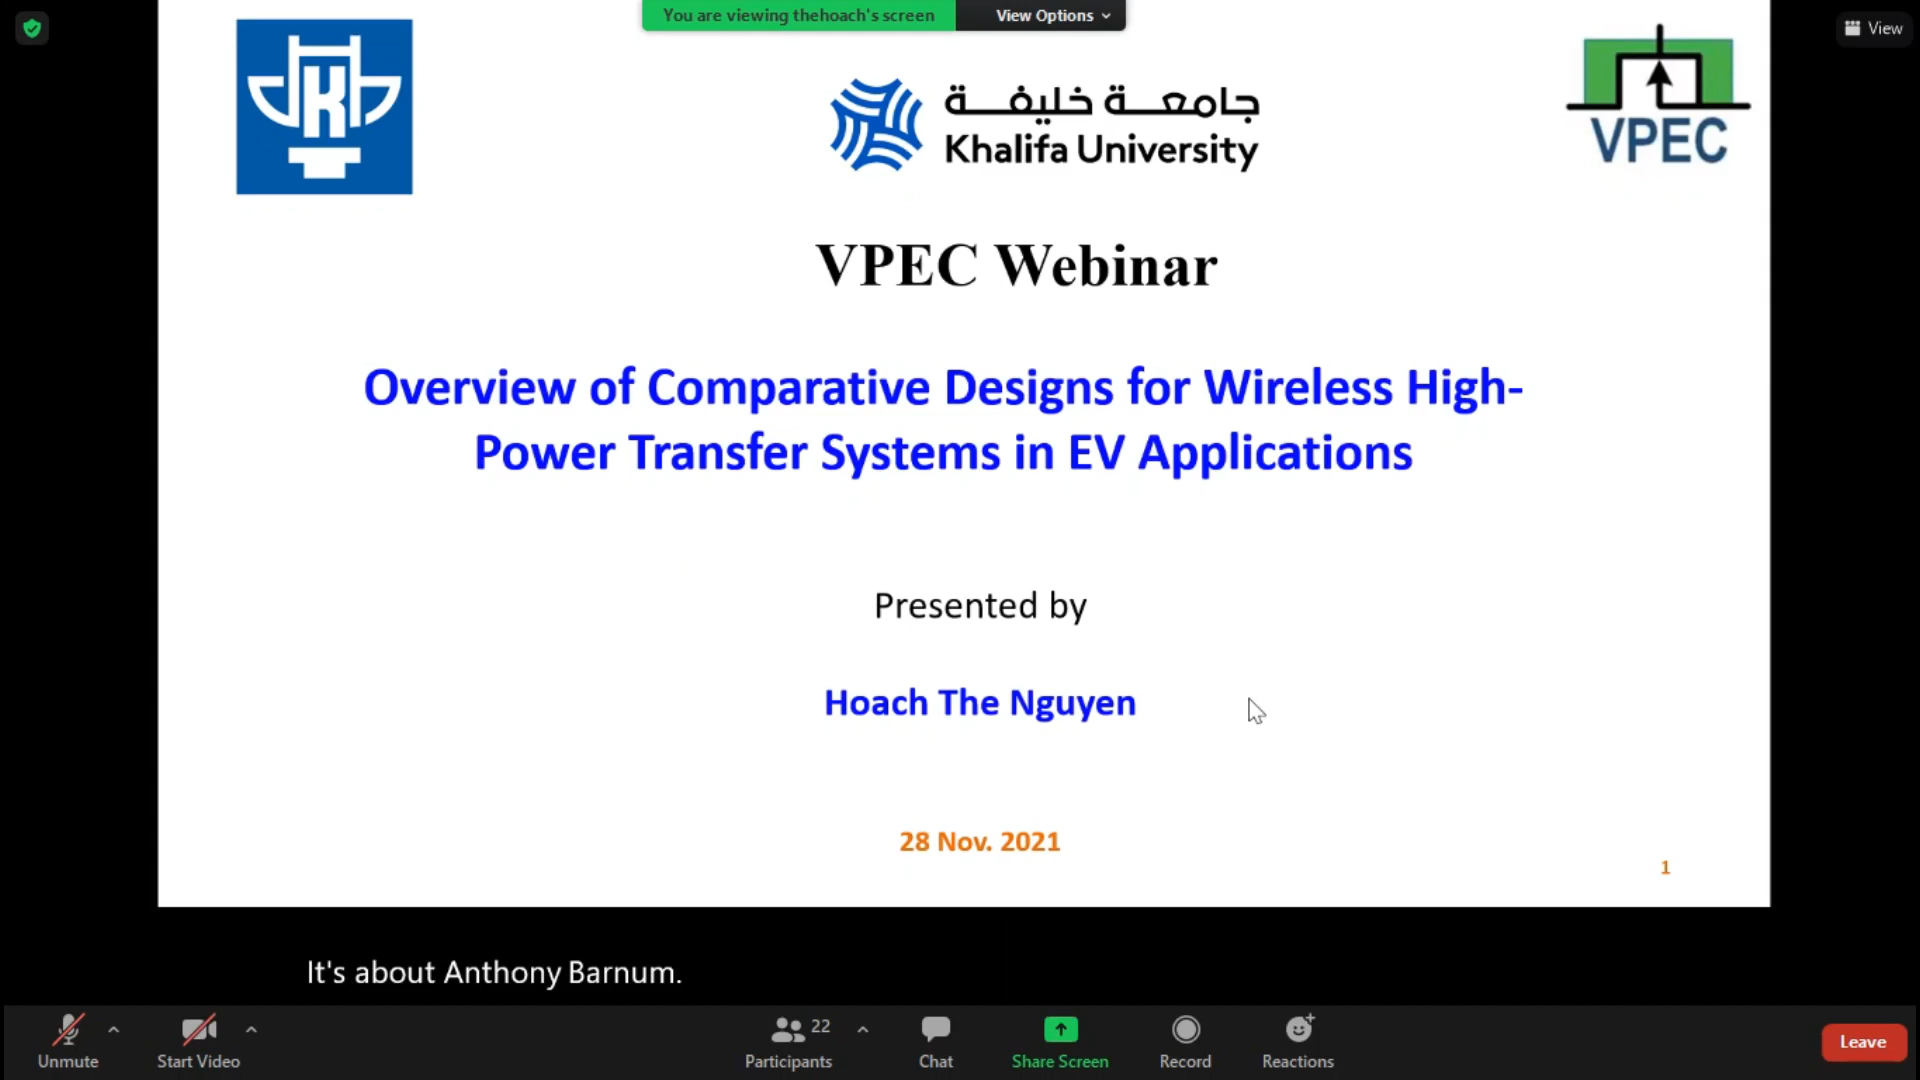 You are viewing thehoach's screen
View Options
View
K
جامعة خليفة
Khalifa University
VPEC
VPEC Webinar
Overview of Comparative Designs for Wireless High-
Power Transfer Systems in EV Applications
Presented by
Hoach The Nguyen
28 Nov. 2021
1
It's about Anthony Barnum.
22
Unmute
Start Video
Participants
Chat
Share Screen
Record
Reactions
Leave